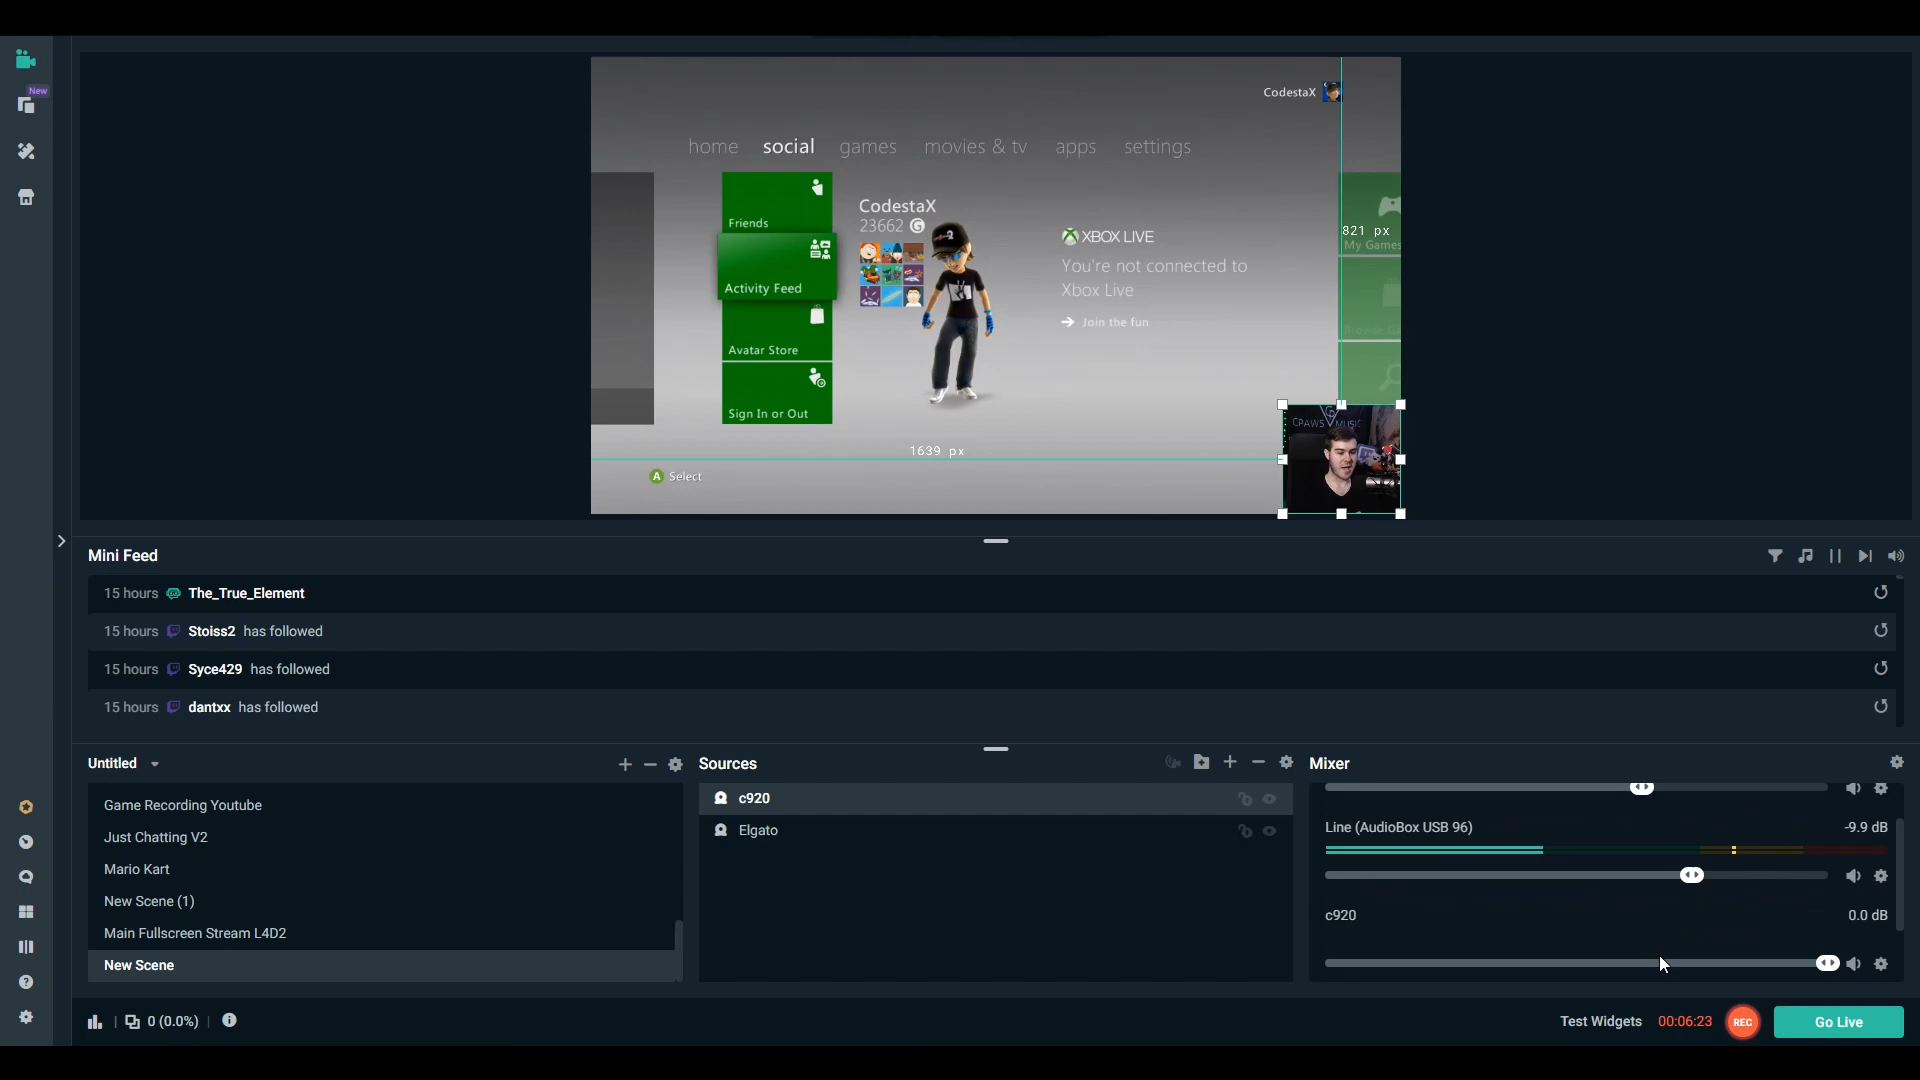 New
CodestaX
home social games movies & tv apps settings
Friends
CodestaX
23662 G
XBOX LIVE
821 px
My Games
You're not connected to
Xbox Live
Activity Feed
Join the fun
Avatar Store
Sign In or Out
CPAWS MUSIC
1639 px
A Select
Mini Feed
15 hours The_True_Element
15 hours Stoiss2 has followed
15 hours Syce429 has followed
15 hours dantxx has followed
Untitled
Sources
Mixer
Game Recording Youtube
Just Chatting V2
Mario Kart
New Scene (1)
Main Fullscreen Stream L4D2
New Scene
c920
Elgato
Line (AudioBox USB 96) -9.9 dB
c920 0.0 dB
0 (0.0%)
Test Widgets 00:06:23 REC Go Live